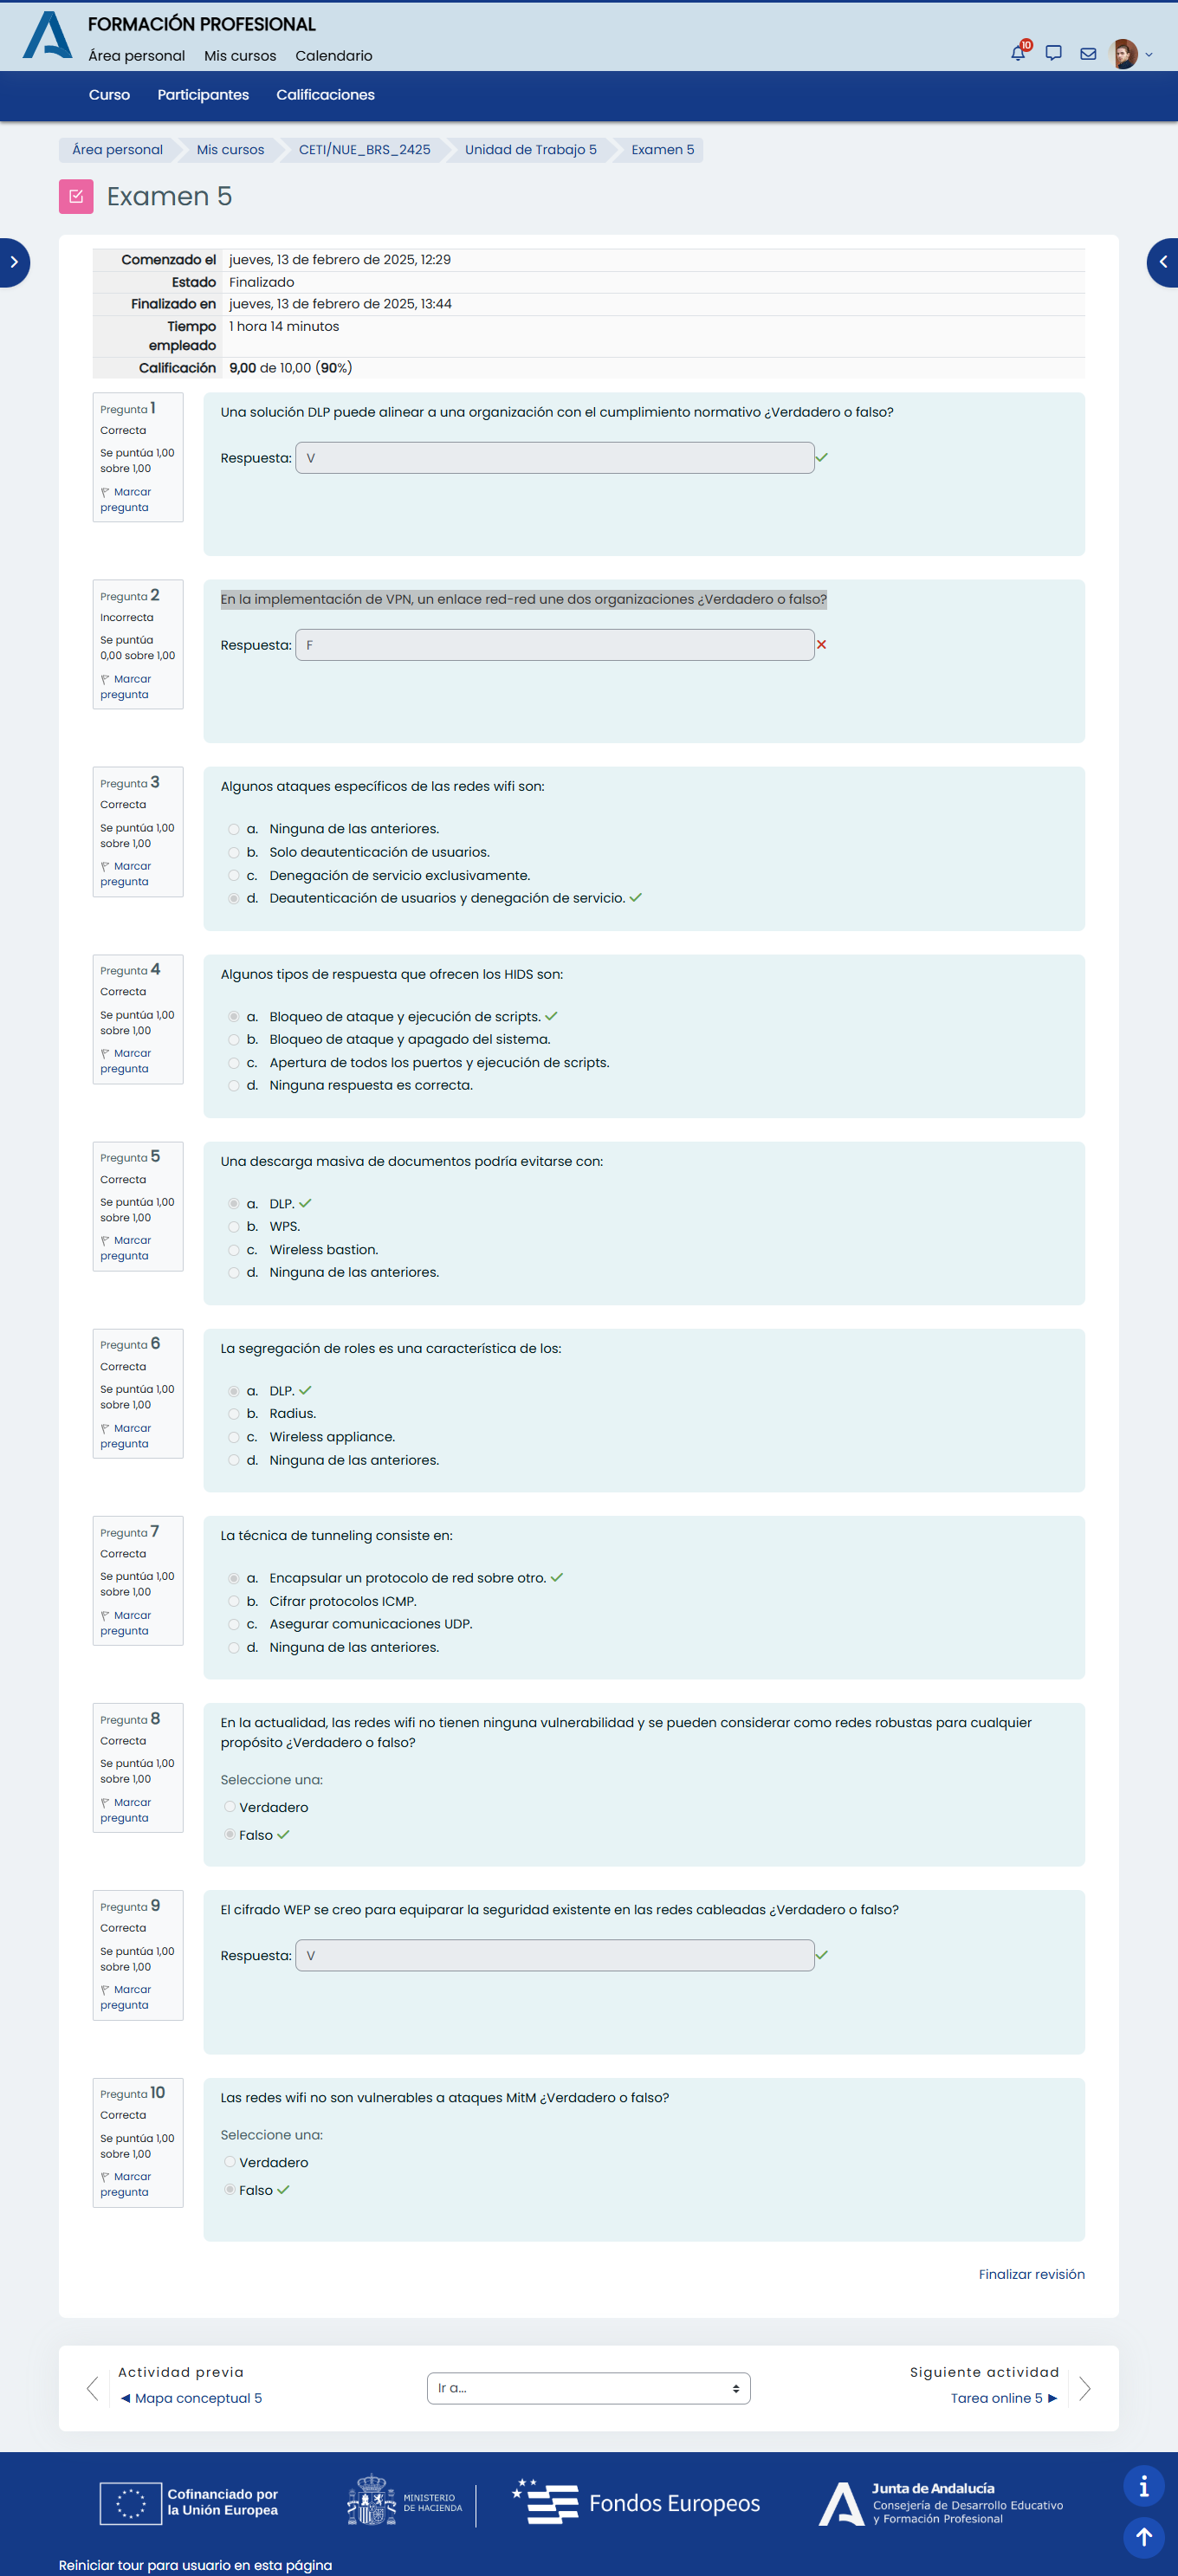 FORMACIÓN PROFESIONAL
Área personal Mis cursos Calendario
10
Curso Participantes Calificaciones
Área personal Mis cursos CETI/NUE_BRS_2425 Unidad de Trabajo 5 Examen 5
Examen 5
Comenzado el jueves, 13 de febrero de 2025, 12:29
Estado Finalizado
Finalizado en jueves, 13 de febrero de 2025, 13:44
Tiempo 1 hora 14 minutos
empleado
Calificación 9,00 de 10,00 (90%)
Pregunta 1
Correcta
Se puntúa 1,00
sobre 1,00
Marcar
pregunta
Una solución DLP puede alinear a una organización con el cumplimiento normativo ¿Verdadero o falso?
Respuesta: V
Pregunta 2
Incorrecta
Se puntúa
0,00 sobre 1,00
Marcar
pregunta
En la implementación de VPN, un enlace red-red une dos organizaciones ¿Verdadero o falso?
Respuesta: F
Pregunta 3
Correcta
Se puntúa 1,00
sobre 1,00
Marcar
pregunta
Algunos ataques específicos de las redes wifi son:
a. Ninguna de las anteriores.
b. Solo deautenticación de usuarios.
c. Denegación de servicio exclusivamente.
d. Deautenticación de usuarios y denegación de servicio.
Pregunta 4
Correcta
Se puntúa 1,00
sobre 1,00
Marcar
pregunta
Algunos tipos de respuesta que ofrecen los HIDS son:
a. Bloqueo de ataque y ejecución de scripts.
b. Bloqueo de ataque y apagado del sistema.
c. Apertura de todos los puertos y ejecución de scripts.
d. Ninguna respuesta es correcta.
Pregunta 5
Correcta
Se puntúa 1,00
sobre 1,00
Marcar
pregunta
Una descarga masiva de documentos podría evitarse con:
a. DLP.
b. WPS.
c. Wireless bastion.
d. Ninguna de las anteriores.
Pregunta 6
Correcta
Se puntúa 1,00
sobre 1,00
Marcar
pregunta
La segregación de roles es una característica de los:
a. DLP.
b. Radius.
c. Wireless appliance.
d. Ninguna de las anteriores.
Pregunta 7
Correcta
Se puntúa 1,00
sobre 1,00
Marcar
pregunta
La técnica de tunneling consiste en:
a. Encapsular un protocolo de red sobre otro.
b. Cifrar protocolos ICMP.
c. Asegurar comunicaciones UDP.
d. Ninguna de las anteriores.
Pregunta 8
Correcta
Se puntúa 1,00
sobre 1,00
Marcar
pregunta
En la actualidad, las redes wifi no tienen ninguna vulnerabilidad y se pueden considerar como redes robustas para cualquier
propósito ¿Verdadero o falso?
Seleccione una:
Verdadero
Falso
Pregunta 9
Correcta
Se puntúa 1,00
sobre 1,00
Marcar
pregunta
El cifrado WEP se creo para equiparar la seguridad existente en las redes cableadas ¿Verdadero o falso?
Respuesta: V
Pregunta 10
Correcta
Se puntúa 1,00
sobre 1,00
Marcar
pregunta
Las redes wifi no son vulnerables a ataques MitM ¿Verdadero o falso?
Seleccione una:
Verdadero
Falso
Finalizar revisión
Actividad previa
◄ Mapa conceptual 5
Ir a...
Siguiente actividad
Tarea online 5 ►
Cofinanciado por
la Unión Europea
MINISTERIO
DE HACIENDA
Fondos Europeos
Junta de Andalucía
Consejería de Desarrollo Educativo
y Formación Profesional
Reiniciar tour para usuario en esta página